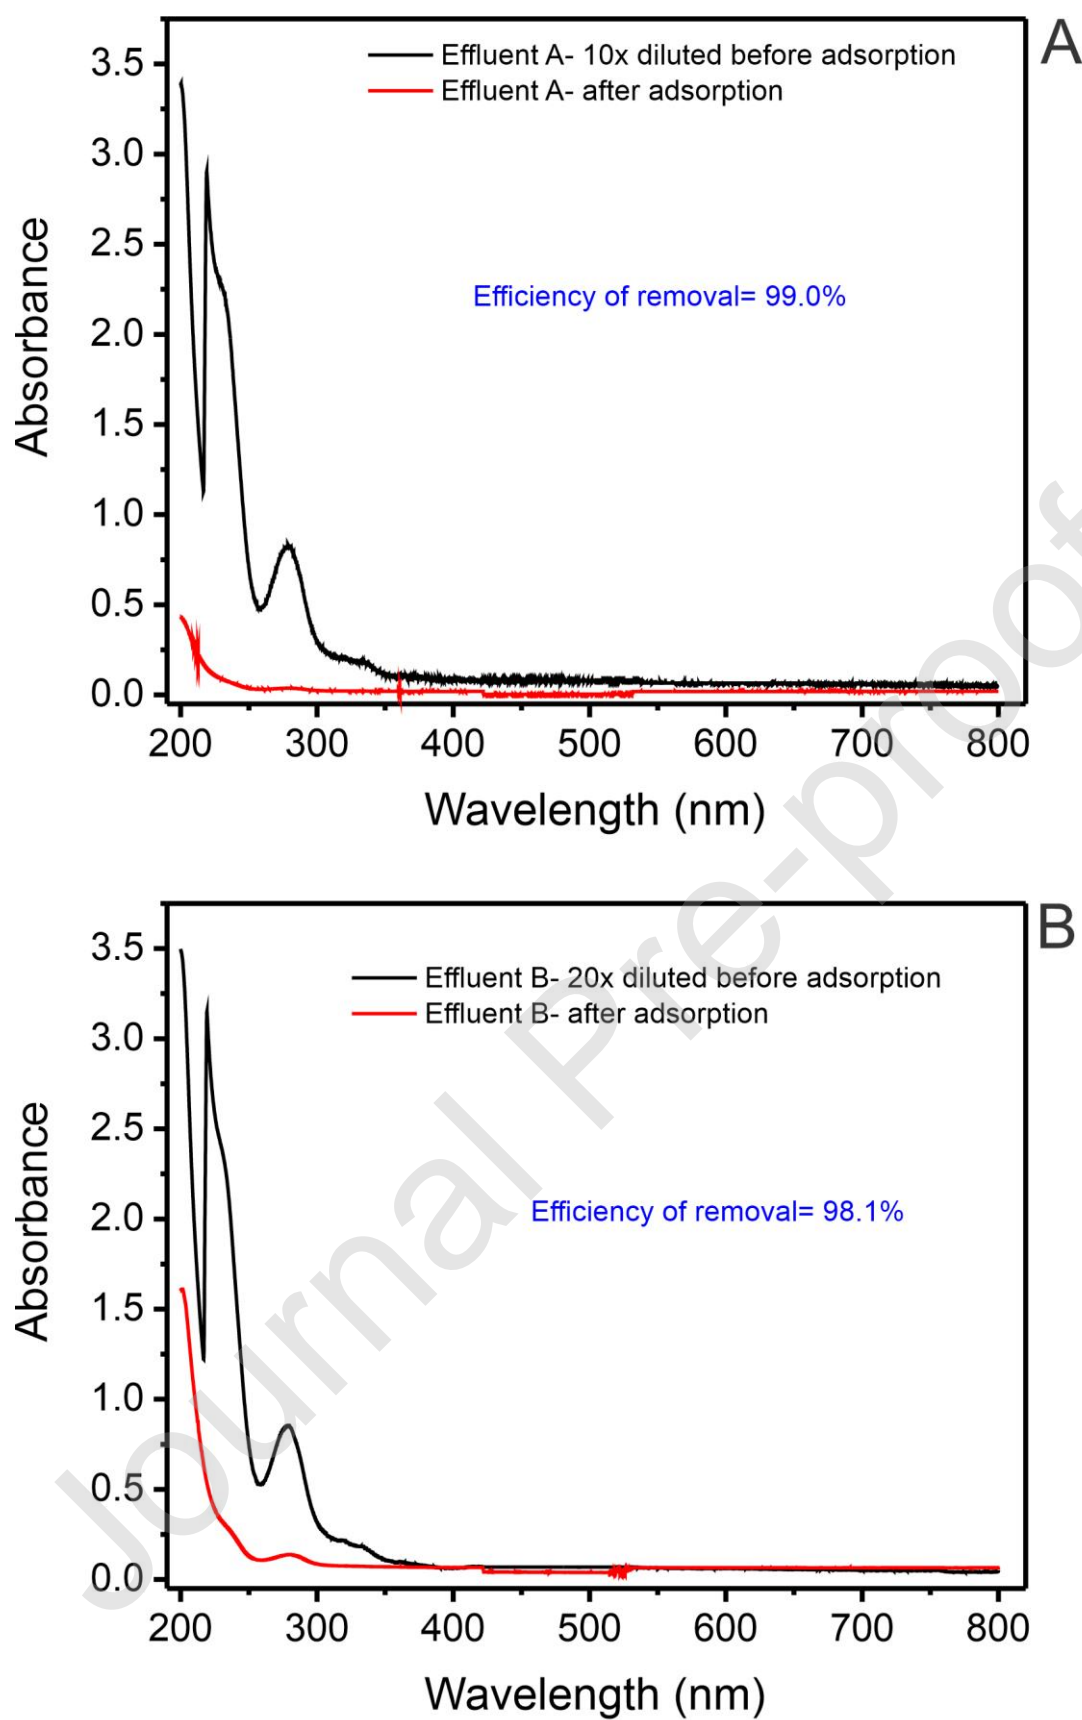 A
Effluent A- 10x diluted before adsorption
Effluent A- after adsorption
Efficiency of removal= 99.0%
Absorbance
3.5
3.0
2.5
2.0
1.5
1.0
0.5
0.0
200 300 400 500 600 700 800
Wavelength (nm)
B
Effluent B- 20x diluted before adsorption
Effluent B- after adsorption
Efficiency of removal= 98.1%
Absorbance
3.5
3.0
2.5
2.0
1.5
1.0
0.5
0.0
200 300 400 500 600 700 800
Wavelength (nm)
Journal Pre-proof